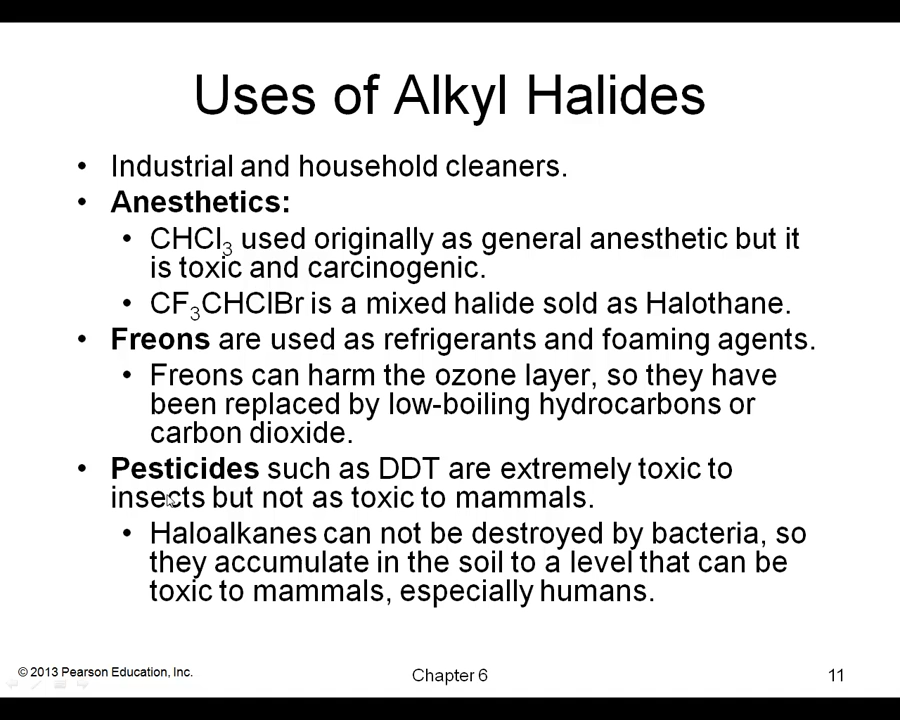 Uses of Alkyl Halides
• Industrial and household cleaners.
• Anesthetics:
• CHCl₃ used originally as general anesthetic but it
is toxic and carcinogenic.
• CF₃CHClBr is a mixed halide sold as Halothane.
• Freons are used as refrigerants and foaming agents.
• Freons can harm the ozone layer, so they have
been replaced by low-boiling hydrocarbons or
carbon dioxide.
• Pesticides such as DDT are extremely toxic to
insects but not as toxic to mammals.
• Haloalkanes can not be destroyed by bacteria, so
they accumulate in the soil to a level that can be
toxic to mammals, especially humans.
© 2013 Pearson Education, Inc.
Chapter 6
11